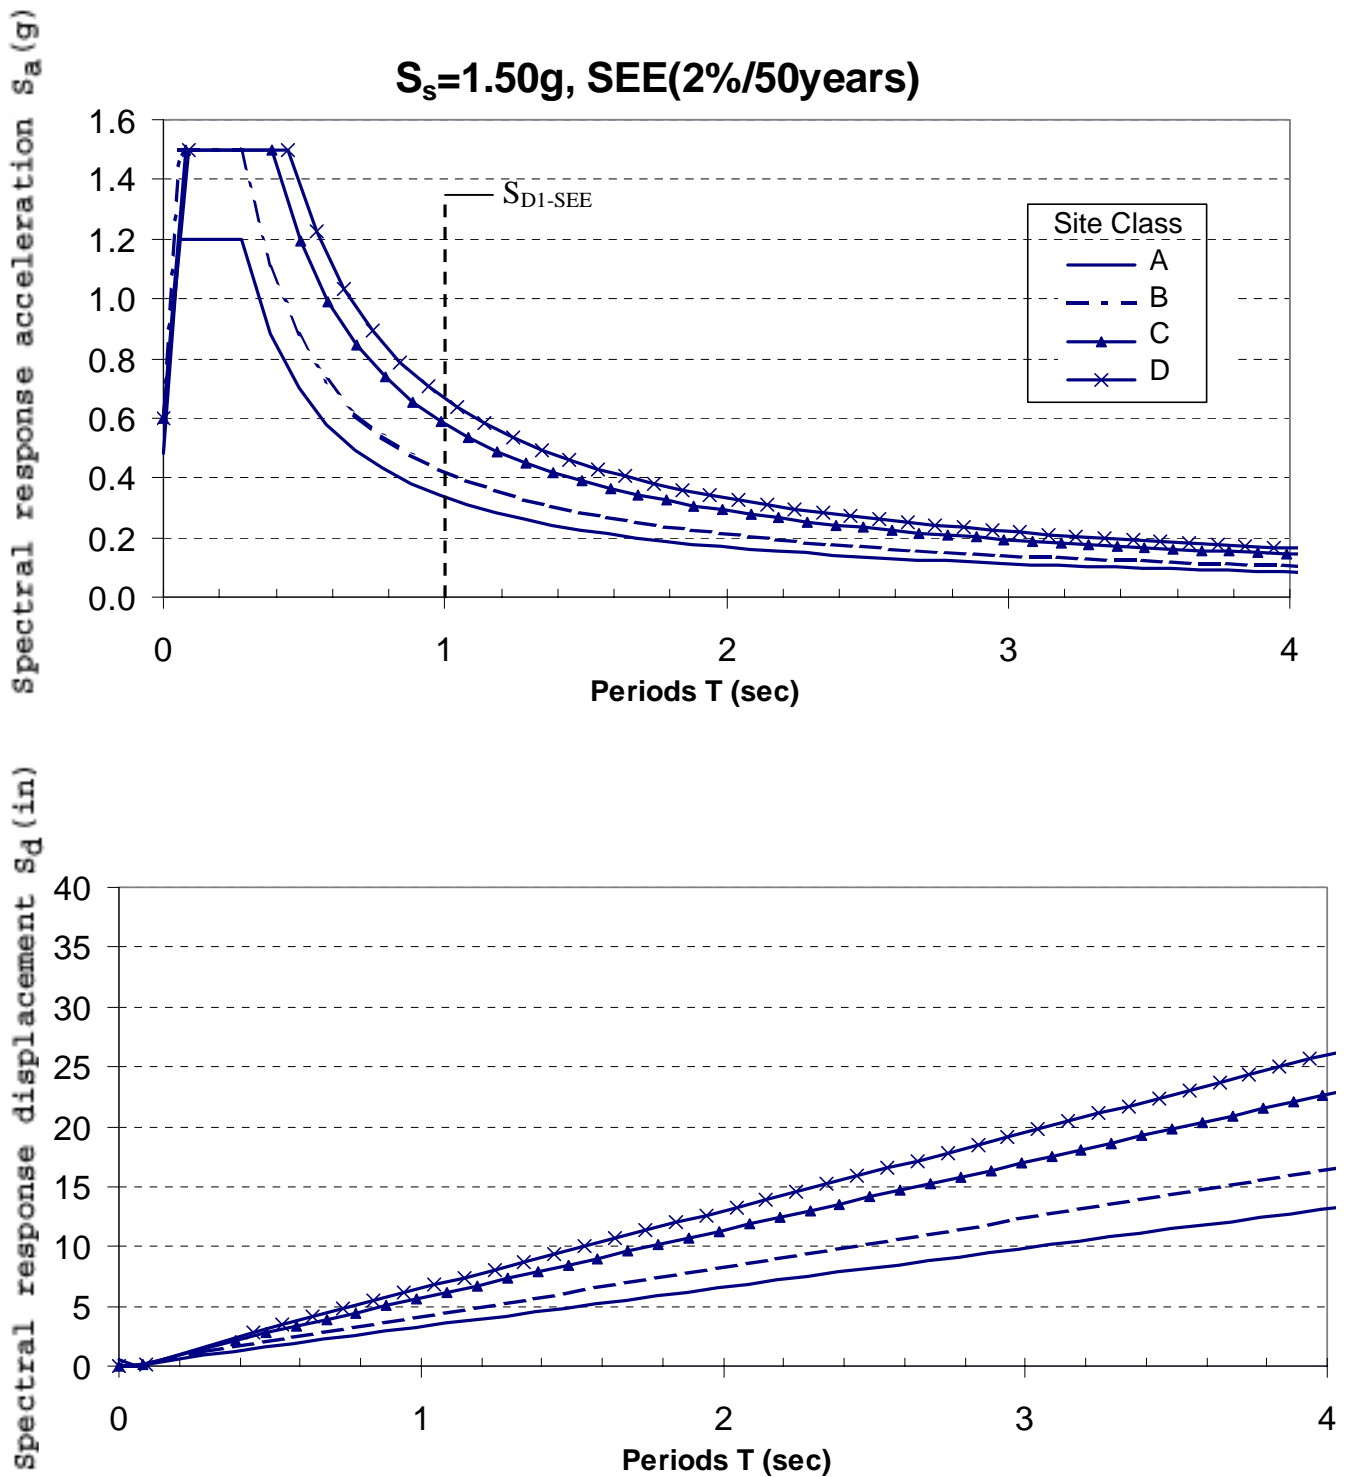 Spectral response acceleration Sa(g)
Ss=1.50g, SEE(2%/50years)
1.6
1.4
1.2
1.0
0.8
0.6
0.4
0.2
0.0
SD1-SEE
Site Class
A
B
C
D
0 1 2 3 4
Periods T (sec)
Spectral response displacement Sd(in)
40
35
30
25
20
15
10
5
0
0 1 2 3 4
Periods T (sec)